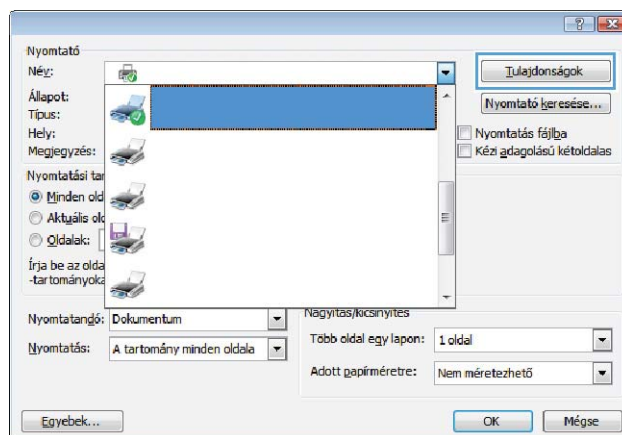 Nyomtató
Név:
Tulajdonságok
Állapot:
Nyomtató keresése...
Típus:
Hely:
Nyomtatás fájlba
Megjegyzés:
Kézi adagolású kétoldalas
Nyomtatási tar
Minden old
Aktuális old
Oldalak:
Írja be az olda
-tartományoka
Nyomtatandó: Dokumentum
Nagyítás/kicsinyítés
Több oldal egy lapon: 1 oldal
Nyomtatás: A tartomány minden oldala
Adott papírméretre: Nem méretezhető
Egyebek...
OK
Mégse